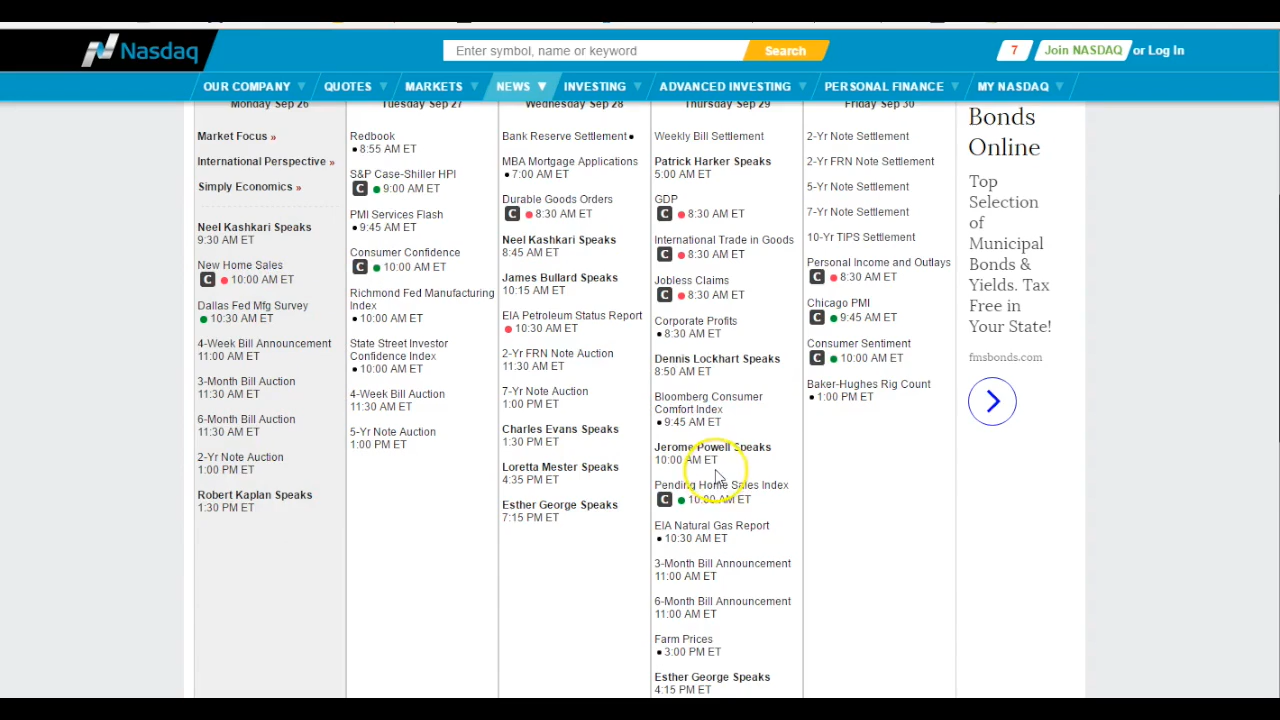 Nasdaq
Enter symbol, name or keyword
Search
7
Join NASDAQ or Log In
OUR COMPANY
QUOTES
MARKETS
NEWS
INVESTING
ADVANCED INVESTING
PERSONAL FINANCE
MY NASDAQ
Monday Sep 26
Market Focus »
International Perspective »
Simply Economics »
Neel Kashkari Speaks
9:30 AM ET
New Home Sales
C 10:00 AM ET
Dallas Fed Mfg Survey
10:30 AM ET
4-Week Bill Announcement
11:00 AM ET
3-Month Bill Auction
11:30 AM ET
6-Month Bill Auction
11:30 AM ET
2-Yr Note Auction
1:00 PM ET
Robert Kaplan Speaks
1:30 PM ET
Tuesday Sep 27
Redbook
8:55 AM ET
S&P Case-Shiller HPI
C 9:00 AM ET
PMI Services Flash
9:45 AM ET
Consumer Confidence
C 10:00 AM ET
Richmond Fed Manufacturing
Index
10:00 AM ET
State Street Investor
Confidence Index
10:00 AM ET
4-Week Bill Auction
11:30 AM ET
5-Yr Note Auction
1:00 PM ET
Wednesday Sep 28
Bank Reserve Settlement
MBA Mortgage Applications
7:00 AM ET
Durable Goods Orders
C 8:30 AM ET
Neel Kashkari Speaks
8:45 AM ET
James Bullard Speaks
10:15 AM ET
EIA Petroleum Status Report
10:30 AM ET
2-Yr FRN Note Auction
11:30 AM ET
7-Yr Note Auction
1:00 PM ET
Charles Evans Speaks
1:30 PM ET
Loretta Mester Speaks
4:35 PM ET
Esther George Speaks
7:15 PM ET
Thursday Sep 29
Weekly Bill Settlement
Patrick Harker Speaks
5:00 AM ET
GDP
C 8:30 AM ET
International Trade in Goods
C 8:30 AM ET
Jobless Claims
C 8:30 AM ET
Corporate Profits
8:30 AM ET
Dennis Lockhart Speaks
8:50 AM ET
Bloomberg Consumer
Comfort Index
9:45 AM ET
Jerome Powell Speaks
10:00 AM ET
Pending Home Sales Index
C 10:00 AM ET
EIA Natural Gas Report
10:30 AM ET
3-Month Bill Announcement
11:00 AM ET
6-Month Bill Announcement
11:00 AM ET
Farm Prices
3:00 PM ET
Esther George Speaks
4:15 PM ET
Friday Sep 30
2-Yr Note Settlement
2-Yr FRN Note Settlement
5-Yr Note Settlement
7-Yr Note Settlement
10-Yr TIPS Settlement
Personal Income and Outlays
C 8:30 AM ET
Chicago PMI
C 9:45 AM ET
Consumer Sentiment
C 10:00 AM ET
Baker-Hughes Rig Count
1:00 PM ET
Bonds
Online
Top
Selection
of
Municipal
Bonds &
Yields. Tax
Free in
Your State!
fmsbonds.com